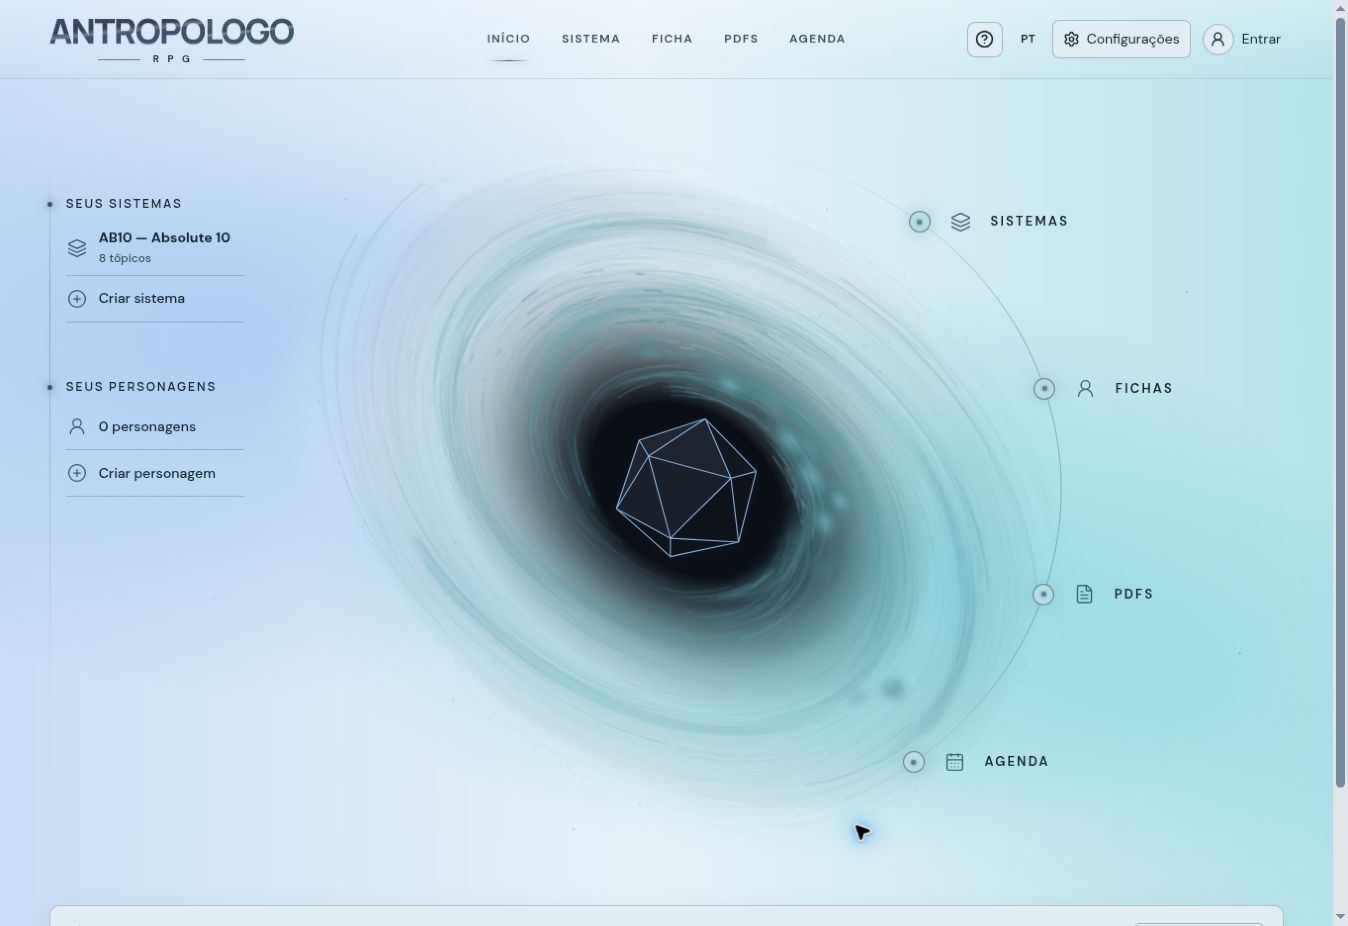 ANTROPOLOGO
RPG
INÍCIO
SISTEMA
FICHA
PDFS
AGENDA
PT
Configurações
Entrar
SEUS SISTEMAS
AB10 — Absolute 10
8 tópicos
Criar sistema
SEUS PERSONAGENS
0 personagens
Criar personagem
SISTEMAS
FICHAS
PDFS
AGENDA